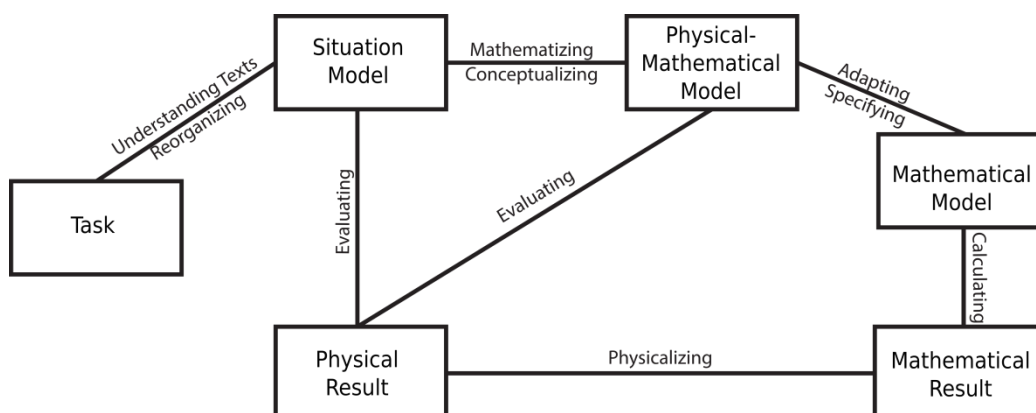 Situation
Model
Mathematizing
Conceptualizing
Physical-
Mathematical
Model
Adapting
Specifying
Understanding Texts
Reorganizing
Task
Evaluating
Evaluating
Mathematical
Model
Calculating
Physical
Result
Physicalizing
Mathematical
Result